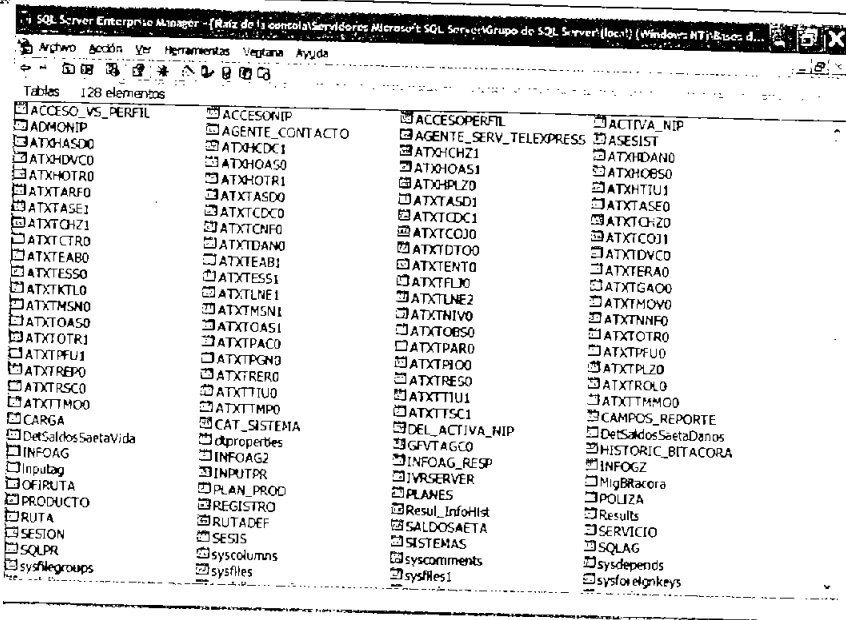 SQL Server Enterprise Manager - [Raíz de la consola\Servidores Microsoft SQL Server\Grupo de SQL Server\(local) (Windows NT)\Bases d...
Archivo Acción Ver Herramientas Ventana Ayuda
Tablas 128 elementos
ACCESO_VS_PERFIL ACCESONIP ACCESOPERFIL ACTIVA_NIP
ADMONIP AGENTE_CONTACTO AGENTE_SERV_TELEXPRESS ASESIST
ATXHASD0 ATXHCDC1 ATXHCHZ1 ATXHDAN0
ATXHDVC0 ATXHOAS0 ATXHOAS1 ATXHOBS0
ATXHOTR0 ATXHOTR1 ATXHPLZ0 ATXHTIU1
ATXTARF0 ATXTASD0 ATXTASD1 ATXTASE0
ATXTASE1 ATXTCDC0 ATXTCDC1 ATXTCHZ0
ATXTCHZ1 ATXTCNF0 ATXTCOJ0 ATXTCOJ1
ATXTCTR0 ATXTDAN0 ATXTDTO0 ATXTDVC0
ATXTEAB0 ATXTEAB1 ATXTENT0 ATXTERA0
ATXTESS0 ATXTESS1 ATXTFLJ0 ATXTGAO0
ATXTKTL0 ATXTLNE1 ATXTLNE2 ATXTMOV0
ATXTMSN0 ATXTMSN1 ATXTNIV0 ATXTNNF0
ATXTOAS0 ATXTOAS1 ATXTOBS0 ATXTOTR0
ATXTOTR1 ATXTPAC0 ATXTPAR0 ATXTPFU0
ATXTPFU1 ATXTPGN0 ATXTPIO0 ATXTPLZ0
ATXTREP0 ATXTRER0 ATXTRES0 ATXTROL0
ATXTRSC0 ATXTTIU0 ATXTTIU1 ATXTTMMO0
ATXTTMO0 ATXTTMP0 ATXTTSC1 CAMPOS_REPORTE
CARGA CAT_SISTEMA DEL_ACTIVA_NIP DetSaldosSaetaDanos
DetSaldosSaetaVida dtproperties GFVTAGC0 HISTORIC_BITACORA
INFOAG INFOAG2 INFOAG_RESP INFOGZ
Inputag INPUTPR IVRSERVER MigBitacora
OFIRUTA PLAN_PROD PLANES POLIZA
PRODUCTO REGISTRO Resul_InfoHist Results
RUTA RUTADEF SALDOSAETA SERVICIO
SESION SESIS SISTEMAS SQLAG
SQLPR syscolumns syscomments sysdepends
sysfilegroups sysfiles sysfiles1 sysforeignkeys